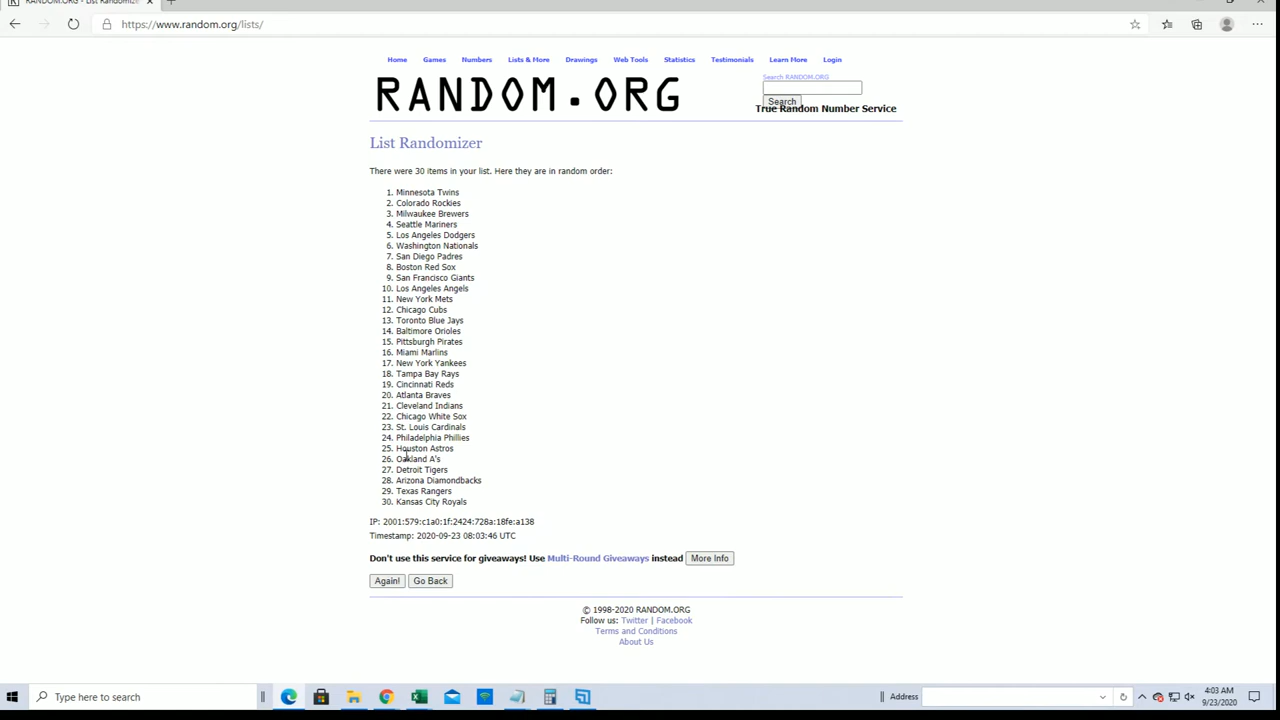 RANDOM.ORG - List Randomizer
https://www.random.org/lists/
Home Games Numbers Lists & More Drawings Web Tools Statistics Testimonials Learn More Login
Search RANDOM.ORG
RANDOM.ORG
Search
True Random Number Service
List Randomizer
There were 30 items in your list. Here they are in random order:
1. Minnesota Twins
2. Colorado Rockies
3. Milwaukee Brewers
4. Seattle Mariners
5. Los Angeles Dodgers
6. Washington Nationals
7. San Diego Padres
8. Boston Red Sox
9. San Francisco Giants
10. Los Angeles Angels
11. New York Mets
12. Chicago Cubs
13. Toronto Blue Jays
14. Baltimore Orioles
15. Pittsburgh Pirates
16. Miami Marlins
17. New York Yankees
18. Tampa Bay Rays
19. Cincinnati Reds
20. Atlanta Braves
21. Cleveland Indians
22. Chicago White Sox
23. St. Louis Cardinals
24. Philadelphia Phillies
25. Houston Astros
26. Oakland A's
27. Detroit Tigers
28. Arizona Diamondbacks
29. Texas Rangers
30. Kansas City Royals
IP: 2001:579:c1a0:1f:2424:728a:18fe:a138
Timestamp: 2020-09-23 08:03:46 UTC
Don't use this service for giveaways! Use Multi-Round Giveaways instead More Info
Again! Go Back
© 1998-2020 RANDOM.ORG
Follow us: Twitter | Facebook
Terms and Conditions
About Us
Type here to search
Address
4:03 AM
9/23/2020